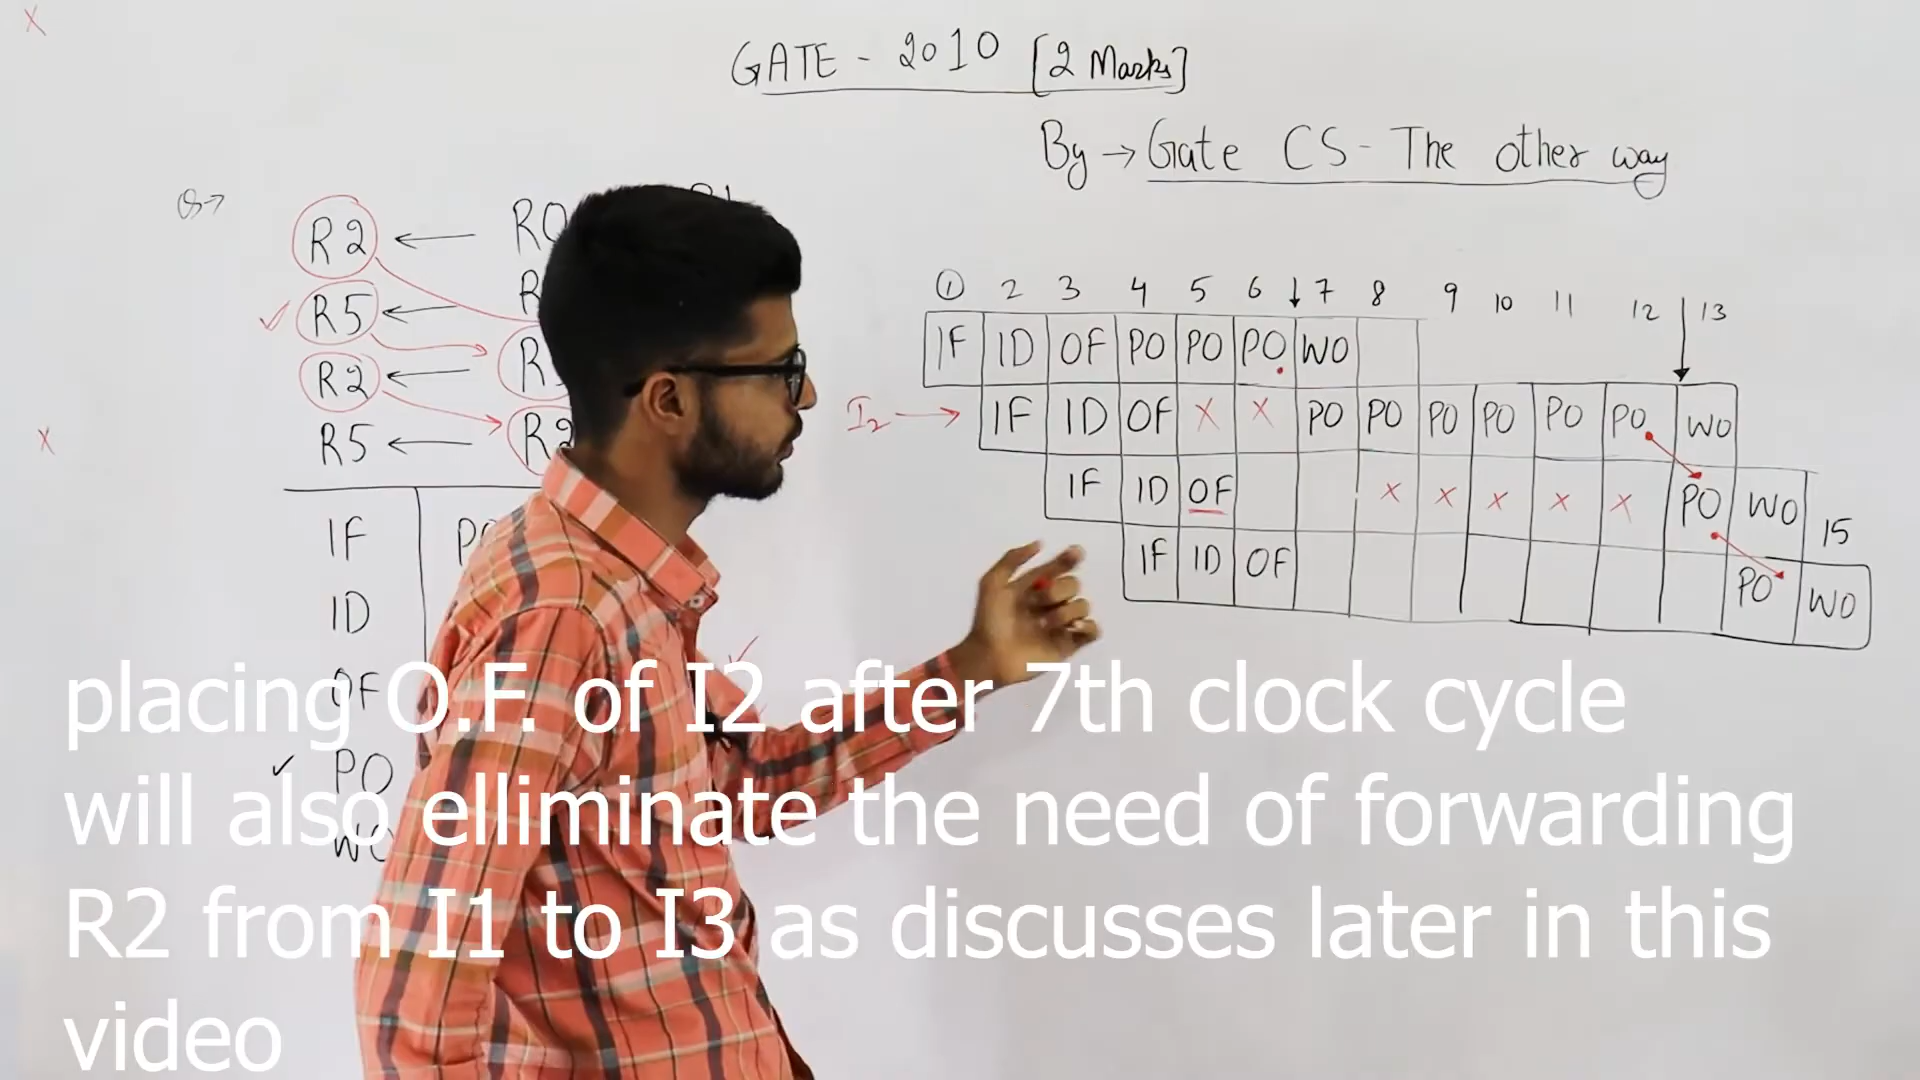 GATE - 2010 [2 Marks]
By → Gate CS - The other way
Q→
R2 ← R0
R5 ←
R2 ←
R5 ← R2
IF
ID
OF
PO
WO
① 2 3 4 5 6 ↓ 7 8 9 10 11 12 13
IF ID OF PO PO PO WO
I2 → IF ID OF X X PO PO PO PO PO PO WO
IF ID OF X X X X X PO WO 15
IF ID OF PO WO
placing O.F. of I2 after 7th clock cycle
will also elliminate the need of forwarding
R2 from I1 to I3 as discusses later in this
video